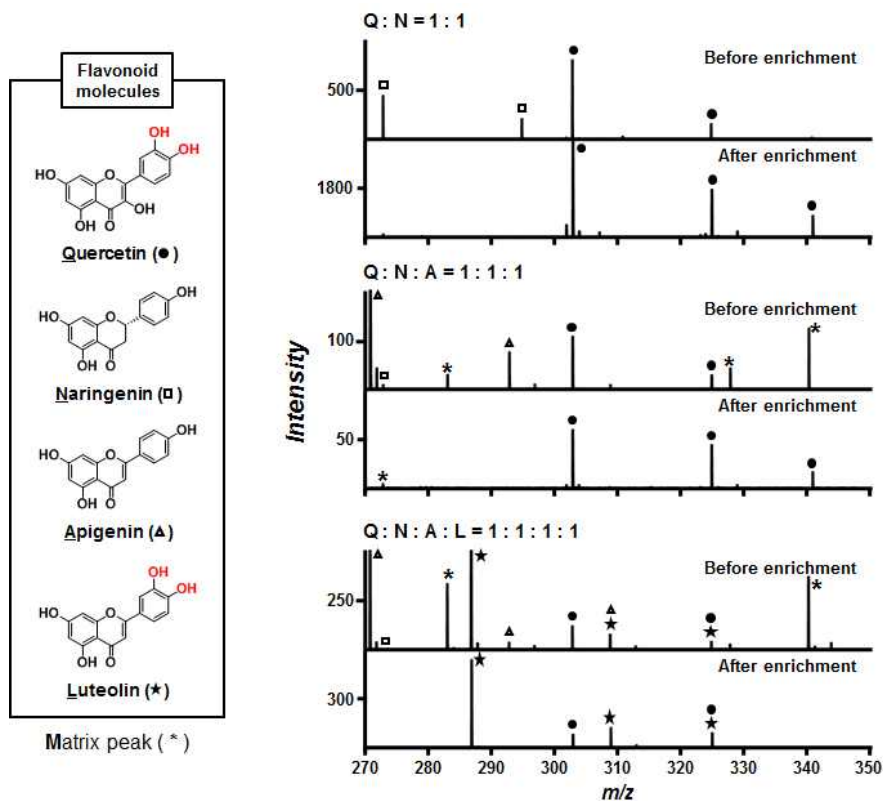 Flavonoid
molecules
OH
OH
HO
O
OH
OH
O
Quercetin (●)
OH
HO
O
OH
O
Naringenin (□)
OH
HO
O
OH
O
Apigenin (△)
OH
OH
HO
O
OH
O
Luteolin (★)
Matrix peak ( * )
Q : N = 1 : 1
Before enrichment
500
After enrichment
1800
Q : N : A = 1 : 1 : 1
Before enrichment
100
*
*
*
After enrichment
50
*
Intensity
Q : N : A : L = 1 : 1 : 1 : 1
Before enrichment
250
*
*
After enrichment
300
270 280 290 300 310 320 330 340 350
m/z